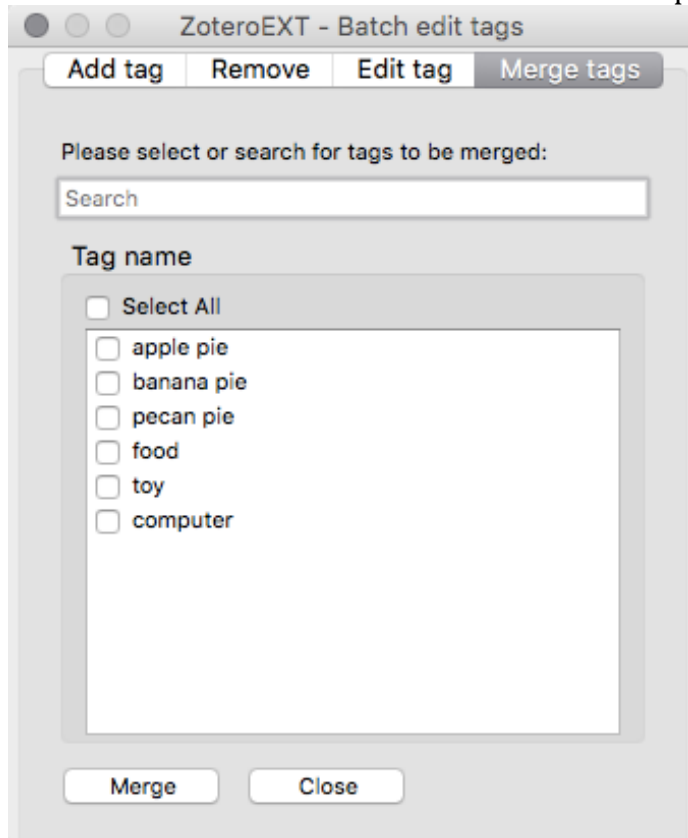 ZoteroEXT - Batch edit tags
Add tag Remove Edit tag Merge tags
Please select or search for tags to be merged:
Search
Tag name
Select All
apple pie
banana pie
pecan pie
food
toy
computer
Merge Close